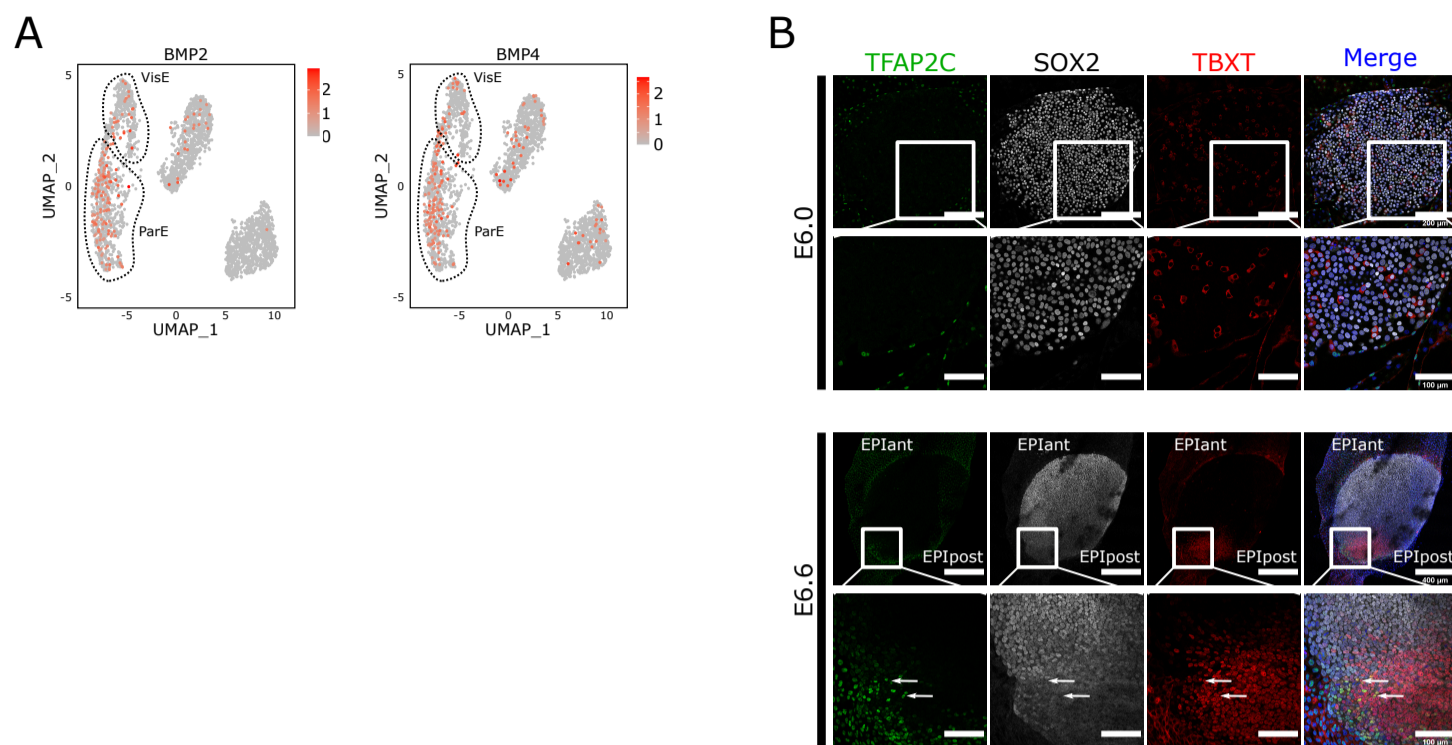 A
BMP2
VisE
ParE
5
0
-5
-5
0
5
10
UMAP_1
UMAP_2
2
1
0
BMP4
VisE
ParE
5
0
-5
-5
0
5
10
UMAP_1
UMAP_2
2
1
0
B
TFAP2C
SOX2
TBXT
Merge
E6.0
200 µm
100 µm
E6.6
EPIant
EPIant
EPIant
EPIpost
EPIpost
EPIpost
EPIpost
400 µm
100 µm